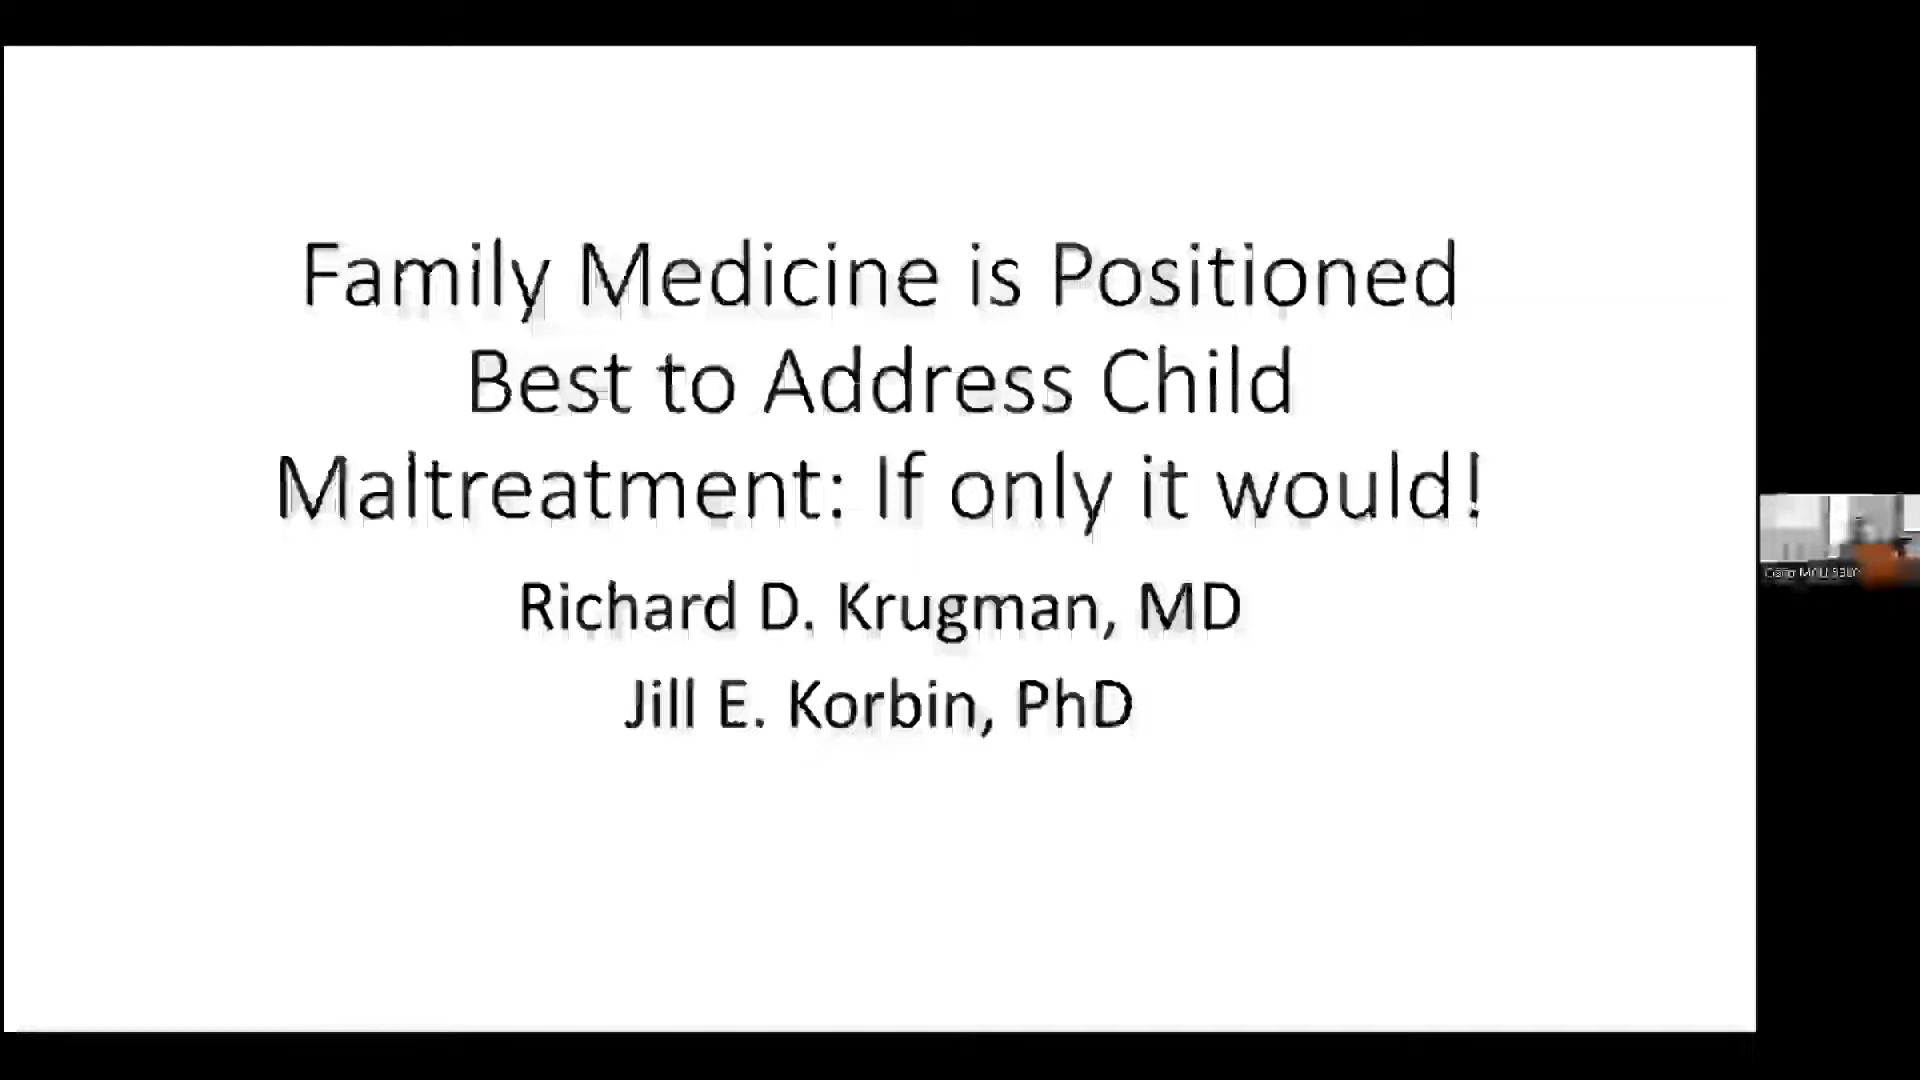 Family Medicine is Positioned
Best to Address Child
Maltreatment: If only it would!
Richard D. Krugman, MD
Jill E. Korbin, PhD